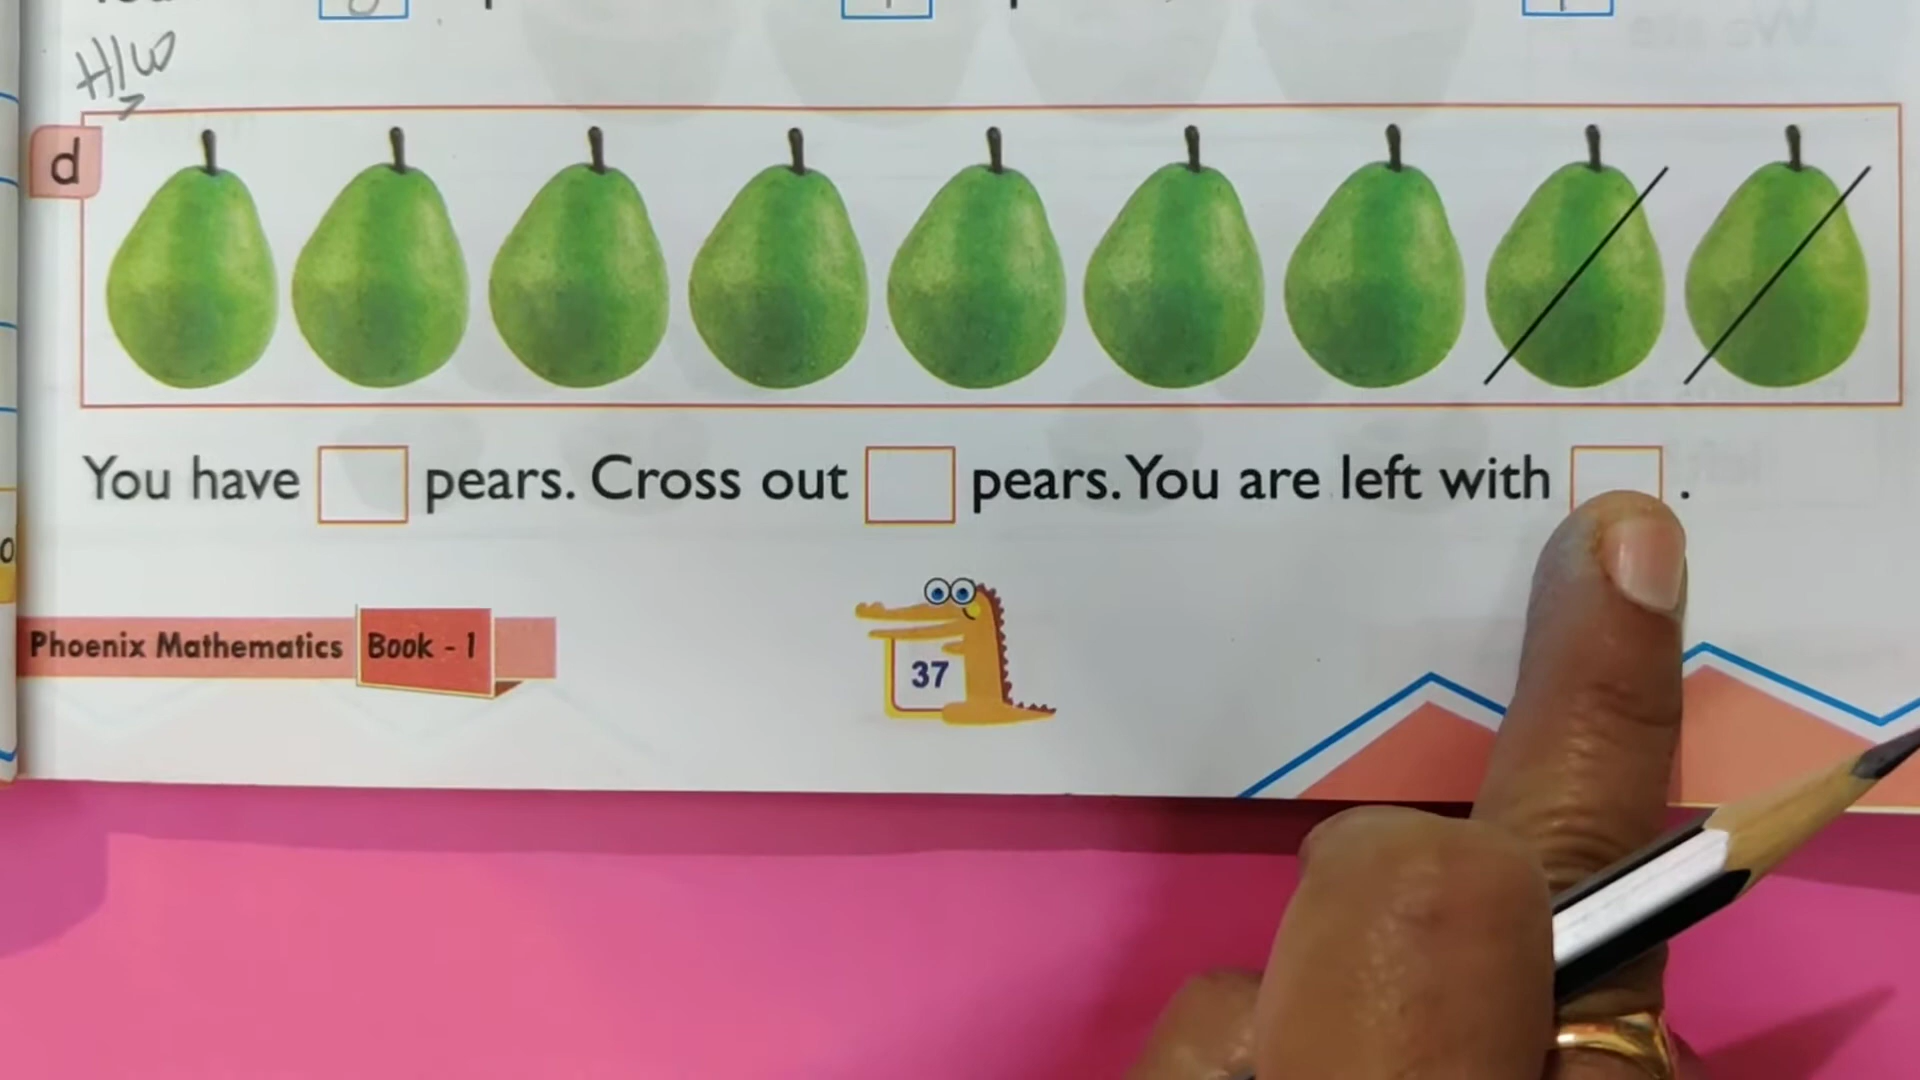 H/W
d
You have pears. Cross out pears. You are left with .
Phoenix Mathematics Book - 1
37